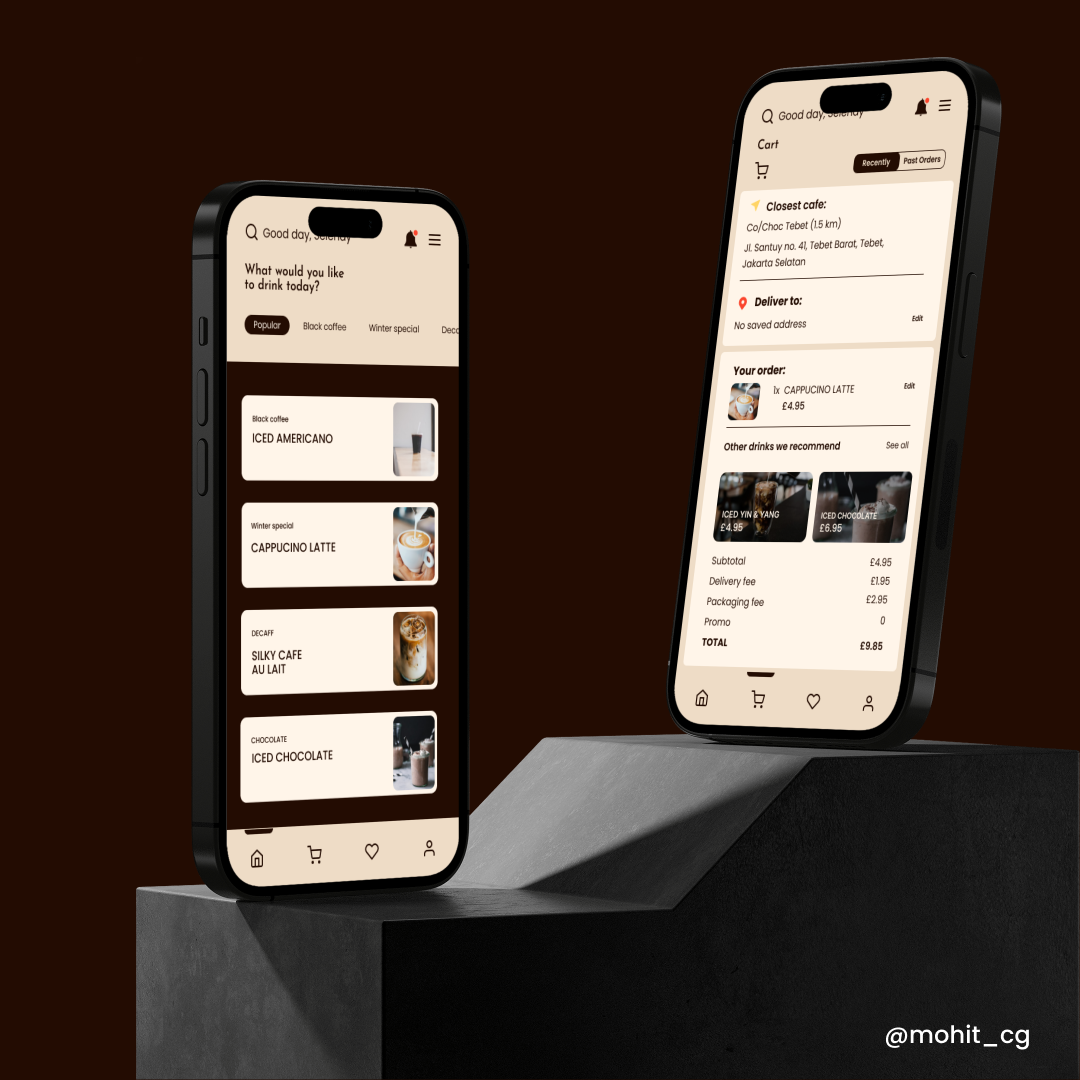 Good day, Selendy
What would you like
to drink today?
Popular
Black coffee
Winter special
Black coffee
ICED AMERICANO
Winter special
CAPPUCINO LATTE
DECAFF
SILKY CAFE
AU LAIT
CHOCOLATE
ICED CHOCOLATE
Good day, Selendy
Cart
Recently
Past Orders
Closest cafe:
Co/Choc Tebet (1.5 km)
Jl. Santuy no. 41, Tebet Barat, Tebet,
Jakarta Selatan
Deliver to:
No saved address
Edit
Your order:
1x CAPPUCINO LATTE
Edit
£4.95
Other drinks we recommend
See all
ICED YIN & YANG
£4.95
ICED CHOCOLATE
£6.95
Subtotal £4.95
Delivery fee £1.95
Packaging fee £2.95
Promo 0
TOTAL £9.85
@mohit_cg